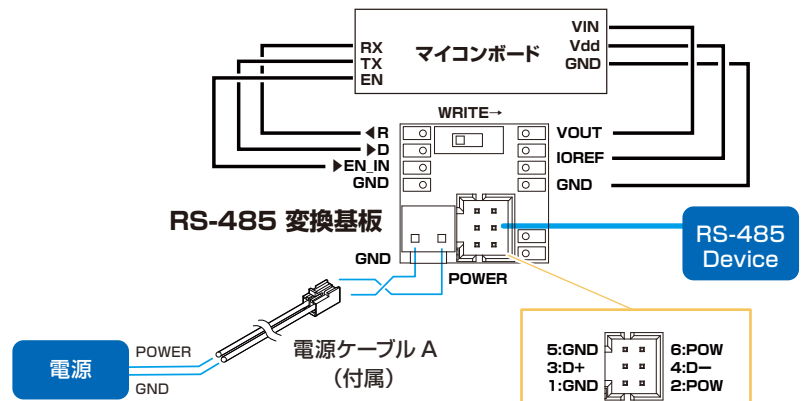 マイコンボード
RX
TX
EN
VIN
Vdd
GND
WRITE→
◀R
▶D
▶EN_IN
GND
VOUT
IOREF
GND
RS-485 変換基板
GND
POWER
RS-485
Device
電源ケーブル A
（付属）
電源
POWER
GND
5:GND
3:D+
1:GND
6:POW
4:D−
2:POW